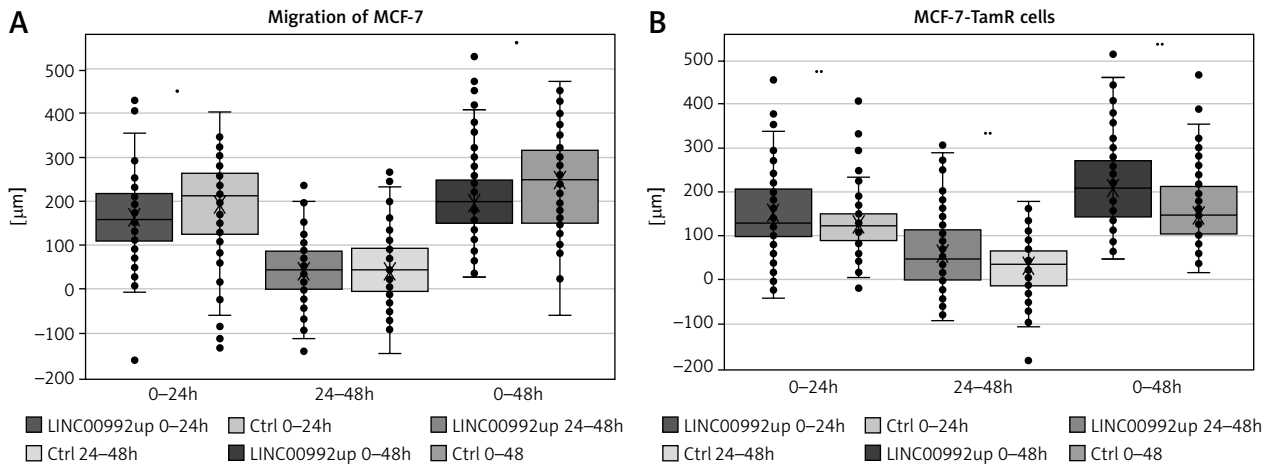 A
Migration of MCF-7
[µm]
500
400
300
200
100
0
−100
−200
0–24h 24–48h 0–48h
LINC00992up 0–24h Ctrl 0–24h LINC00992up 24–48h
Ctrl 24–48h LINC00992up 0–48h Ctrl 0–48
B
MCF-7-TamR cells
[µm]
500
400
300
200
100
0
−100
−200
0–24h 24–48h 0–48h
LINC00992up 0–24h Ctrl 0–24h LINC00992up 24–48h
Ctrl 24–48h LINC00992up 0–48h Ctrl 0–48h